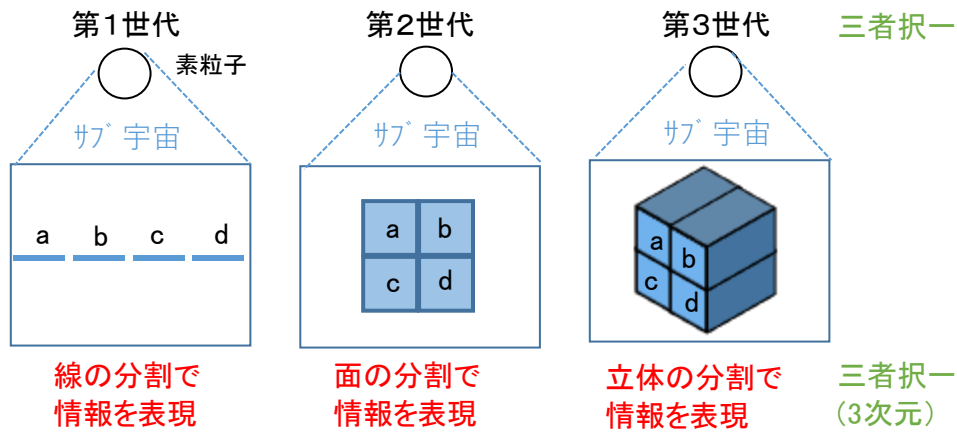 第1世代
第2世代
第3世代
三者択一
素粒子
ｻﾌﾞ宇宙
ｻﾌﾞ宇宙
ｻﾌﾞ宇宙
a b c d
a b
c d
a b
c d
線の分割で
情報を表現
面の分割で
情報を表現
立体の分割で
情報を表現
三者択一
(3次元)